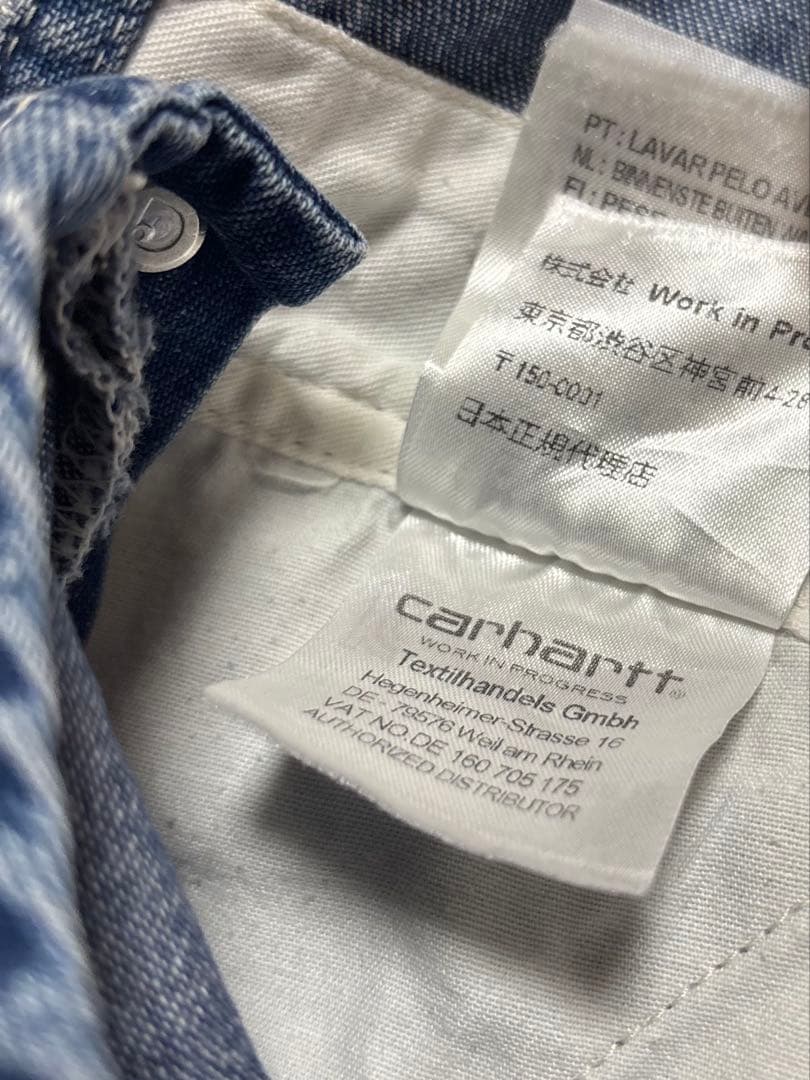 PT: LAVAR PELO AV
NL: BINNENSTE BUITEN
株式会社 Work in Pro
東京都渋谷区神宮前4-26
〒150-0001
日本正規代理店
carhartt
WORK IN PROGRESS
Textilhandels Gmbh
Hegenheimer-Strasse 16
DE - 79576 Weil am Rhein
VAT NO.DE 160 705 175
AUTHORIZED DISTRIBUTOR